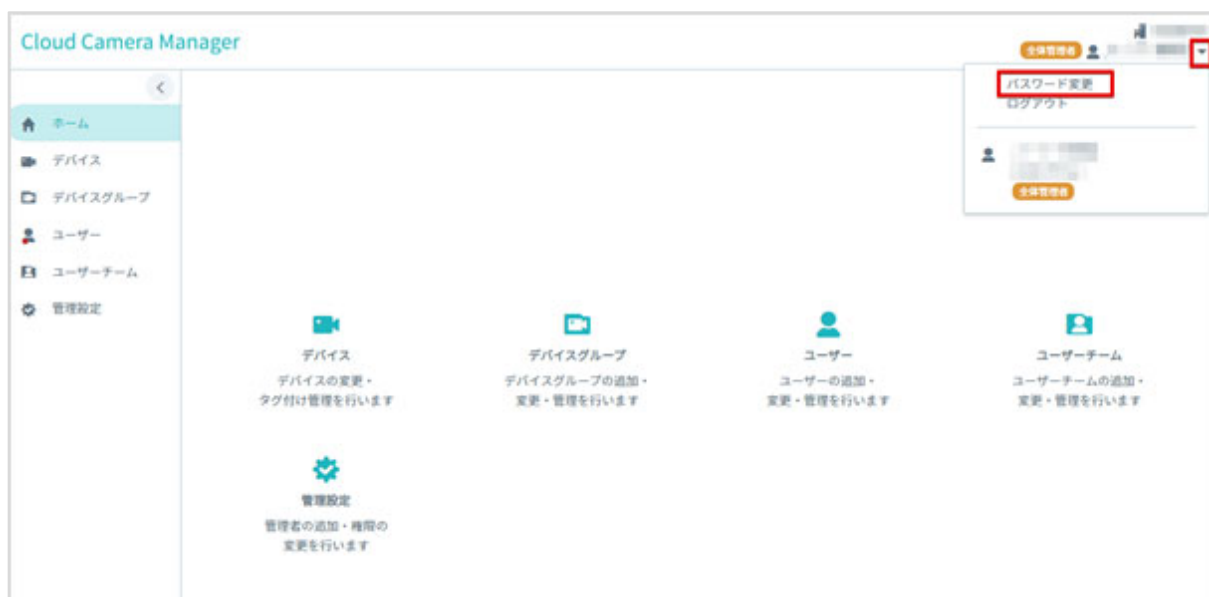 Cloud Camera Manager
全体管理者
パスワード変更
ログアウト
全体管理者
ホーム
デバイス
デバイスグループ
ユーザー
ユーザーチーム
管理設定
デバイス
デバイスの変更・
タグ付け管理を行います
デバイスグループ
デバイスグループの追加・
変更・管理を行います
ユーザー
ユーザーの追加・
変更・管理を行います
ユーザーチーム
ユーザーチームの追加・
変更・管理を行います
管理設定
管理者の追加・権限の
変更を行います